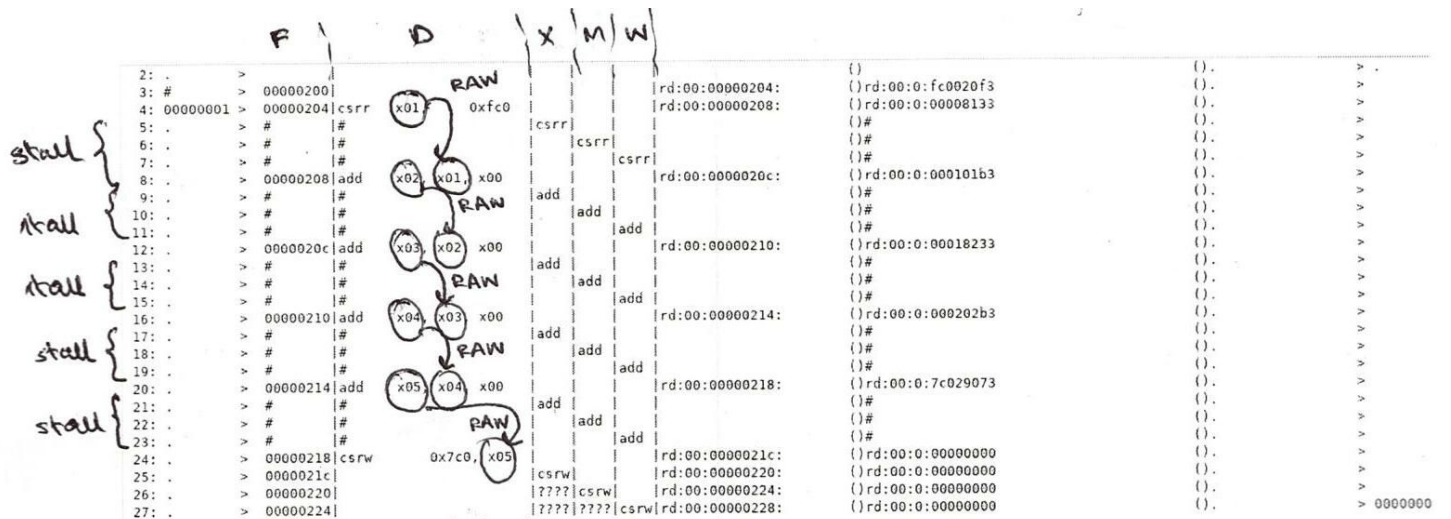 F D X M W
2: . > | | | | | () (). > .
3: # > 00000200| | | | |rd:00:00000204: ()rd:00:0:fc0020f3 (). >
RAW
4: 00000001 > 00000204|csrr x01, 0xfc0 | | | |rd:00:00000208: ()rd:00:0:00008133 (). >
5: . > # |# |csrr| | | ()# (). >
stall
6: . > # |# | |csrr| | ()# (). >
7: . > # |# | | |csrr| ()# (). >
8: . > 00000208|add x02, x01, x00 | | | |rd:00:0000020c: ()rd:00:0:000101b3 (). >
9: . > # |# |add | | | ()# (). >
RAW
stall
10: . > # |# | |add | | ()# (). >
11: . > # |# | | |add | ()# (). >
12: . > 0000020c|add x03, x02 x00 | | | |rd:00:00000210: ()rd:00:0:00018233 (). >
13: . > # |# |add | | | ()# (). >
stall RAW
14: . > # |# | |add | | ()# (). >
15: . > # |# | | |add | ()# (). >
16: . > 00000210|add x04, x03 x00 | | | |rd:00:00000214: ()rd:00:0:000202b3 (). >
17: . > # |# |add | | | ()# (). >
stall RAW
18: . > # |# | |add | | ()# (). >
19: . > # |# | | |add | ()# (). >
20: . > 00000214|add x05, x04, x00 | | | |rd:00:00000218: ()rd:00:0:7c029073 (). >
21: . > # |# |add | | | ()# (). >
stall RAW
22: . > # |# | |add | | ()# (). >
23: . > # |# | | |add | ()# (). >
24: . > 00000218|csrw 0x7c0, x05 | | | |rd:00:0000021c: ()rd:00:0:00000000 (). >
25: . > 0000021c| |csrw| | |rd:00:00000220: ()rd:00:0:00000000 (). >
26: . > 00000220| |????|csrw| |rd:00:00000224: ()rd:00:0:00000000 (). >
27: . > 00000224| |????|????|csrw|rd:00:00000228: ()rd:00:0:00000000 (). > 0000000